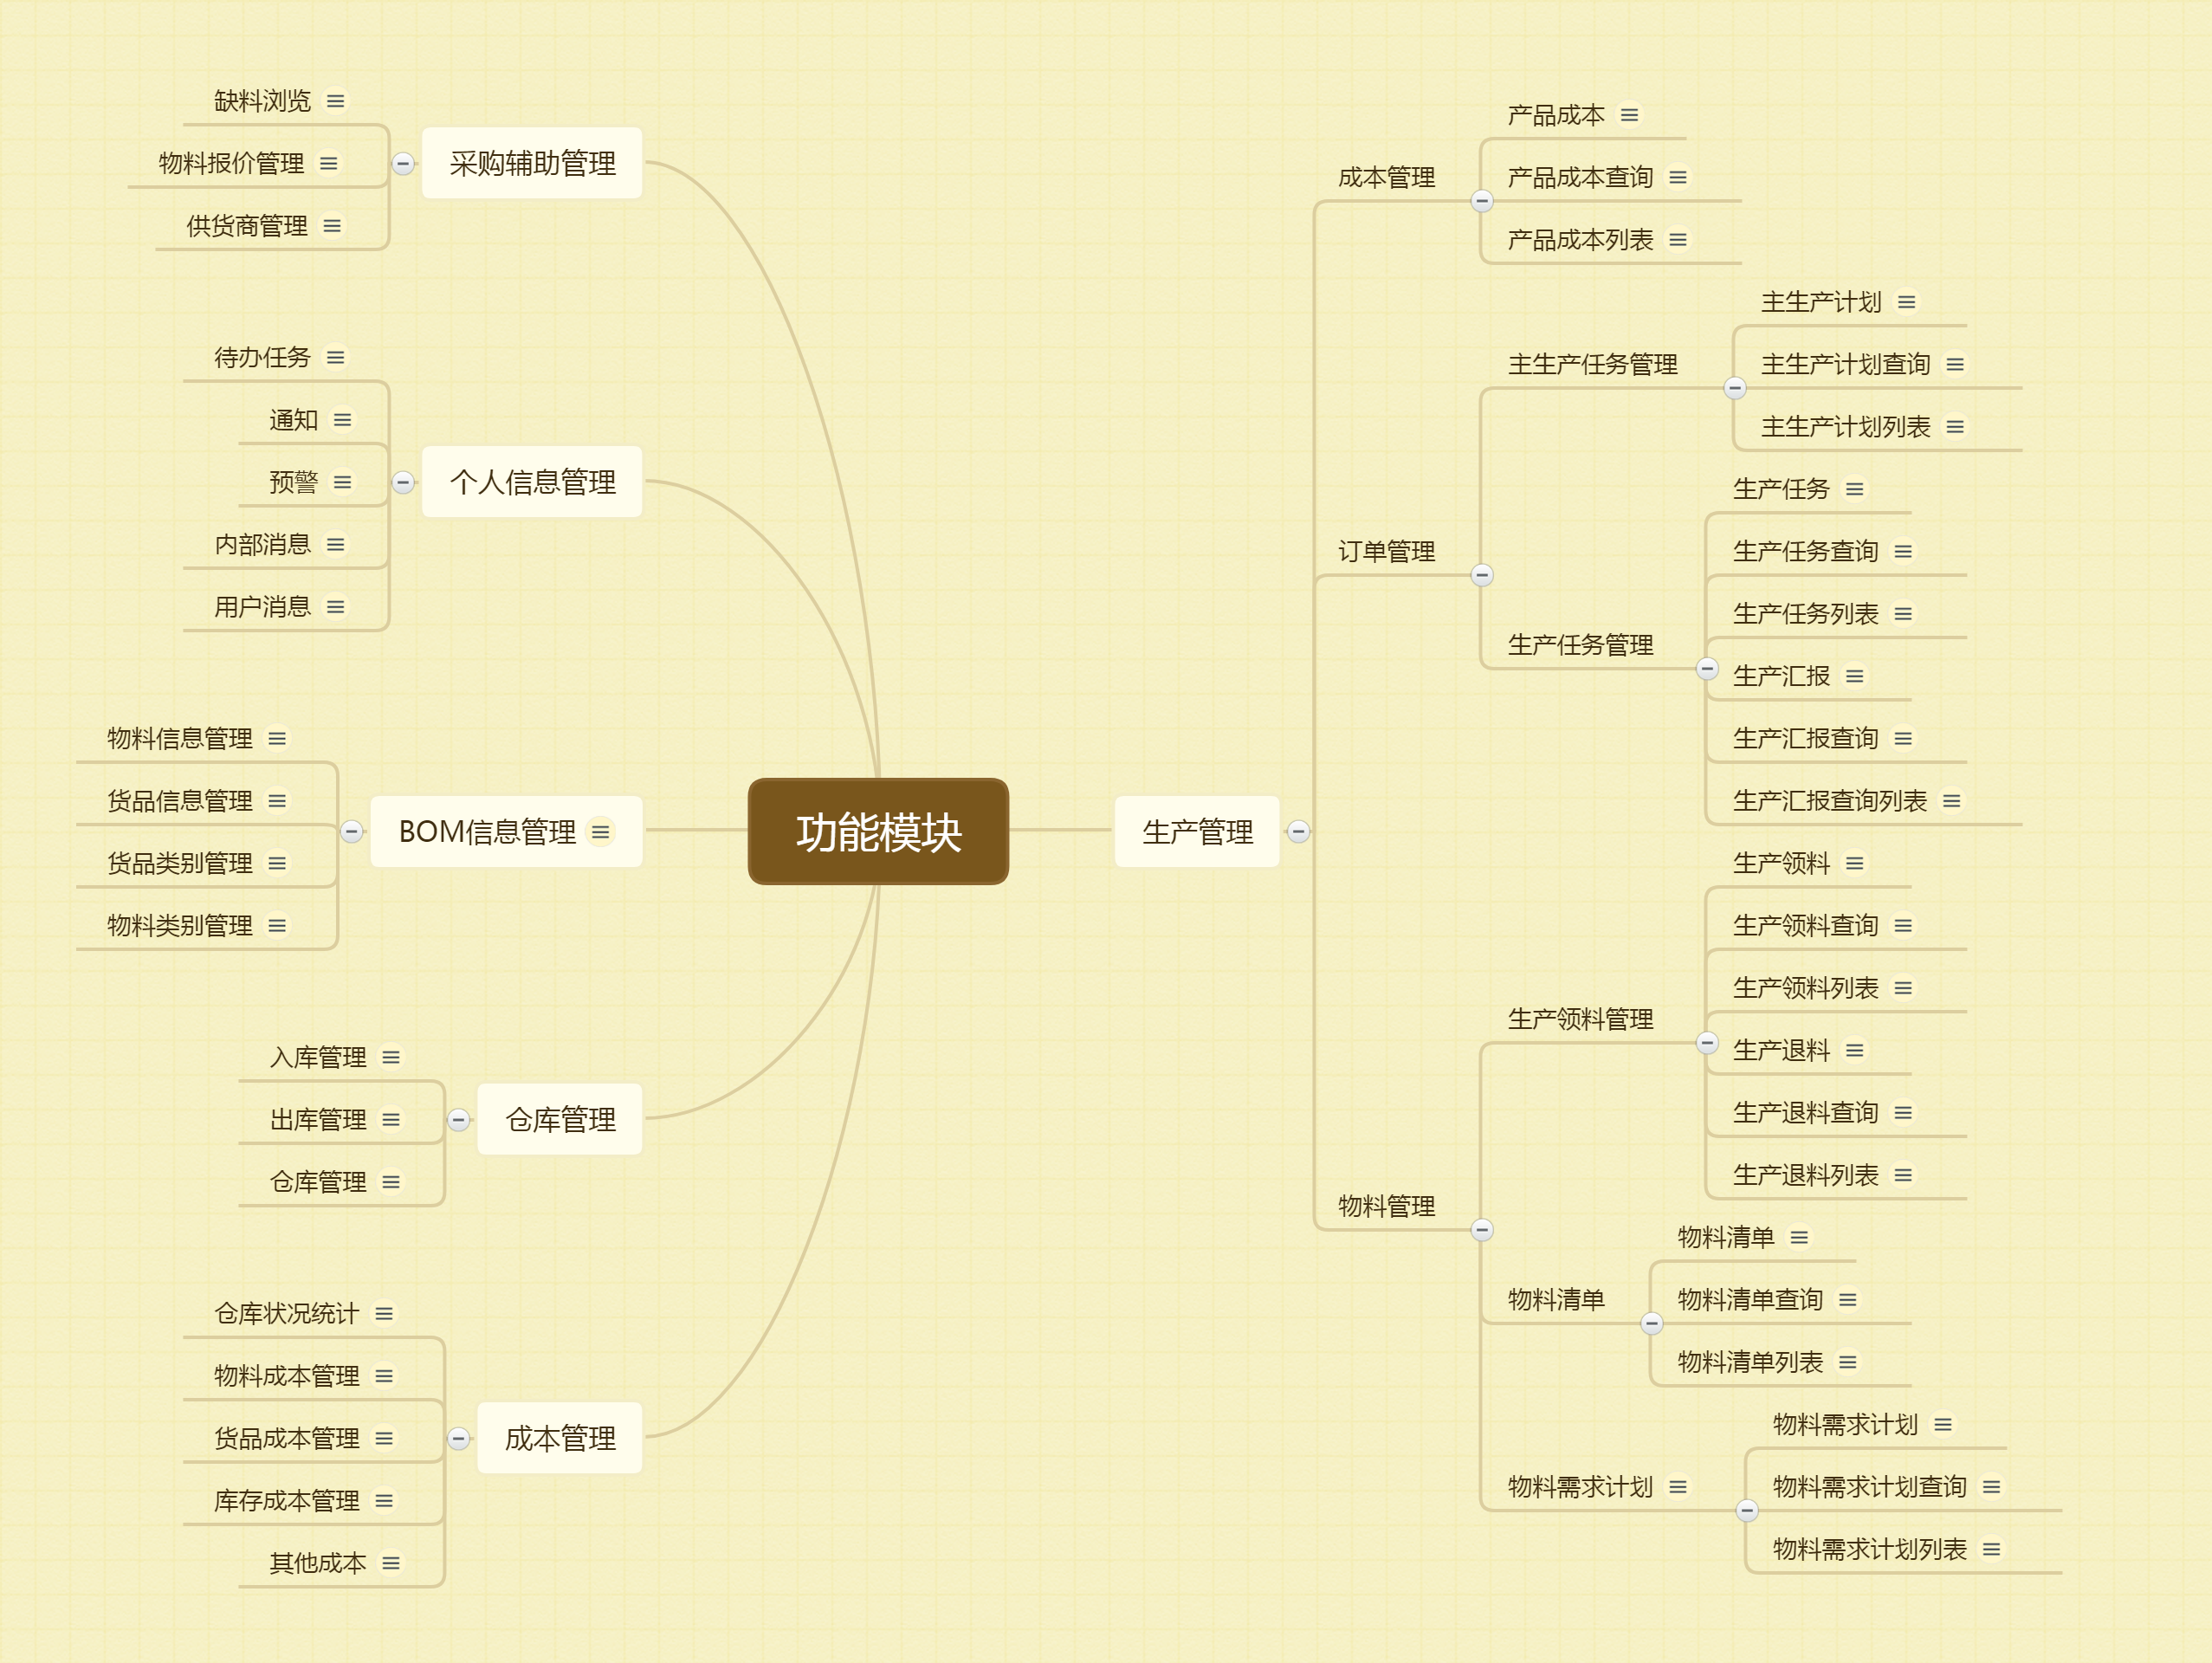 功能模块
采购辅助管理
缺料浏览
物料报价管理
供货商管理
个人信息管理
待办任务
通知
预警
内部消息
用户消息
BOM信息管理
物料信息管理
货品信息管理
货品类别管理
物料类别管理
仓库管理
入库管理
出库管理
仓库管理
成本管理
仓库状况统计
物料成本管理
货品成本管理
库存成本管理
其他成本
生产管理
成本管理
产品成本
产品成本查询
产品成本列表
订单管理
主生产任务管理
主生产计划
主生产计划查询
主生产计划列表
生产任务管理
生产任务
生产任务查询
生产任务列表
生产汇报
生产汇报查询
生产汇报查询列表
物料管理
生产领料管理
生产领料
生产领料查询
生产领料列表
生产退料
生产退料查询
生产退料列表
物料清单
物料清单
物料清单查询
物料清单列表
物料需求计划
物料需求计划
物料需求计划查询
物料需求计划列表